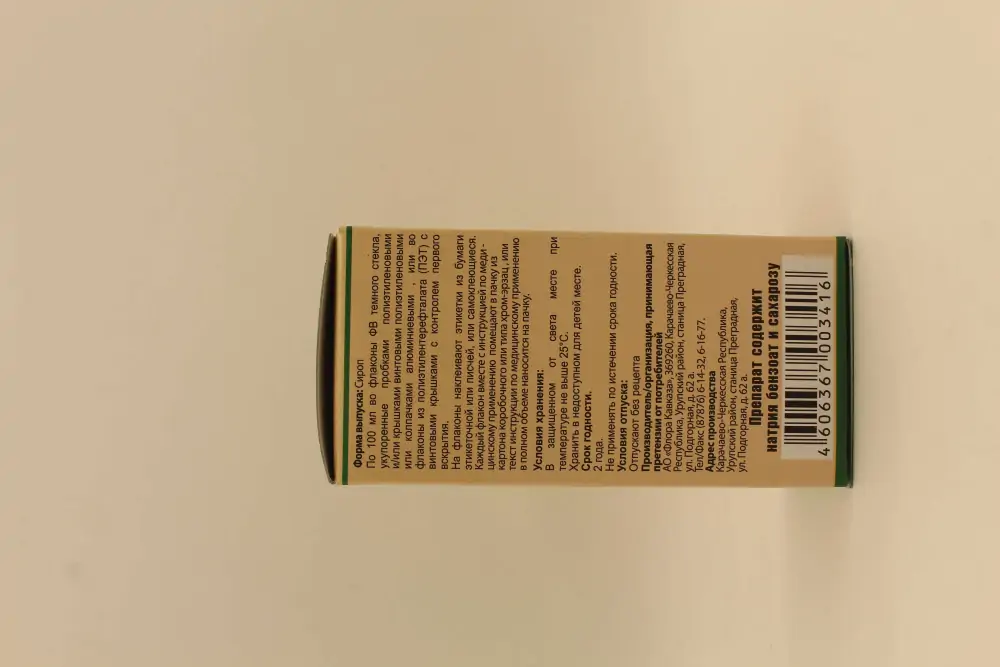 Форма выпуска: Сироп
По 100 мл во флаконы ФВ темного стекла,
укупоренные пробками полиэтиленовыми
и/или крышками винтовыми полиэтиленовыми
или колпачками алюминиевыми , или во
флаконы из полиэтилентерефталата (ПЭТ) с
винтовыми крышками с контролем первого
вскрытия.
На флаконы наклеивают этикетки из бумаги
этикеточной или писчей, или самоклеющиеся.
Каждый флакон вместе с инструкцией по меди -
цинскому применению помещают в пачку из
картона коробочного или типа хром-эрзац , или
текст инструкции по медицинскому применению
в полном объеме наносится на пачку.
Условия хранения:
В защищенном от света месте при
температуре не выше 25°С.
Хранить в недоступном для детей месте.
Срок годности.
2 года.
Не применять по истечении срока годности.
Условия отпуска:
Отпускают без рецепта
Производитель/организация, принимающая
претензии от потребителей
АО «Флора Кавказа», 369260, Карачаево-Черкесская
Республика, Урупский район, станица Преградная,
ул. Подгорная, д. 62 а.
Тел/Факс (87876) 6-14-32, 6-16-77.
Адрес производства
Карачаево-Черкесская Республика,
Урупский район, станица Преградная,
ул. Подгорная, д. 62 а.
Препарат содержит
натрия бензоат и сахарозу
4 606367 003416